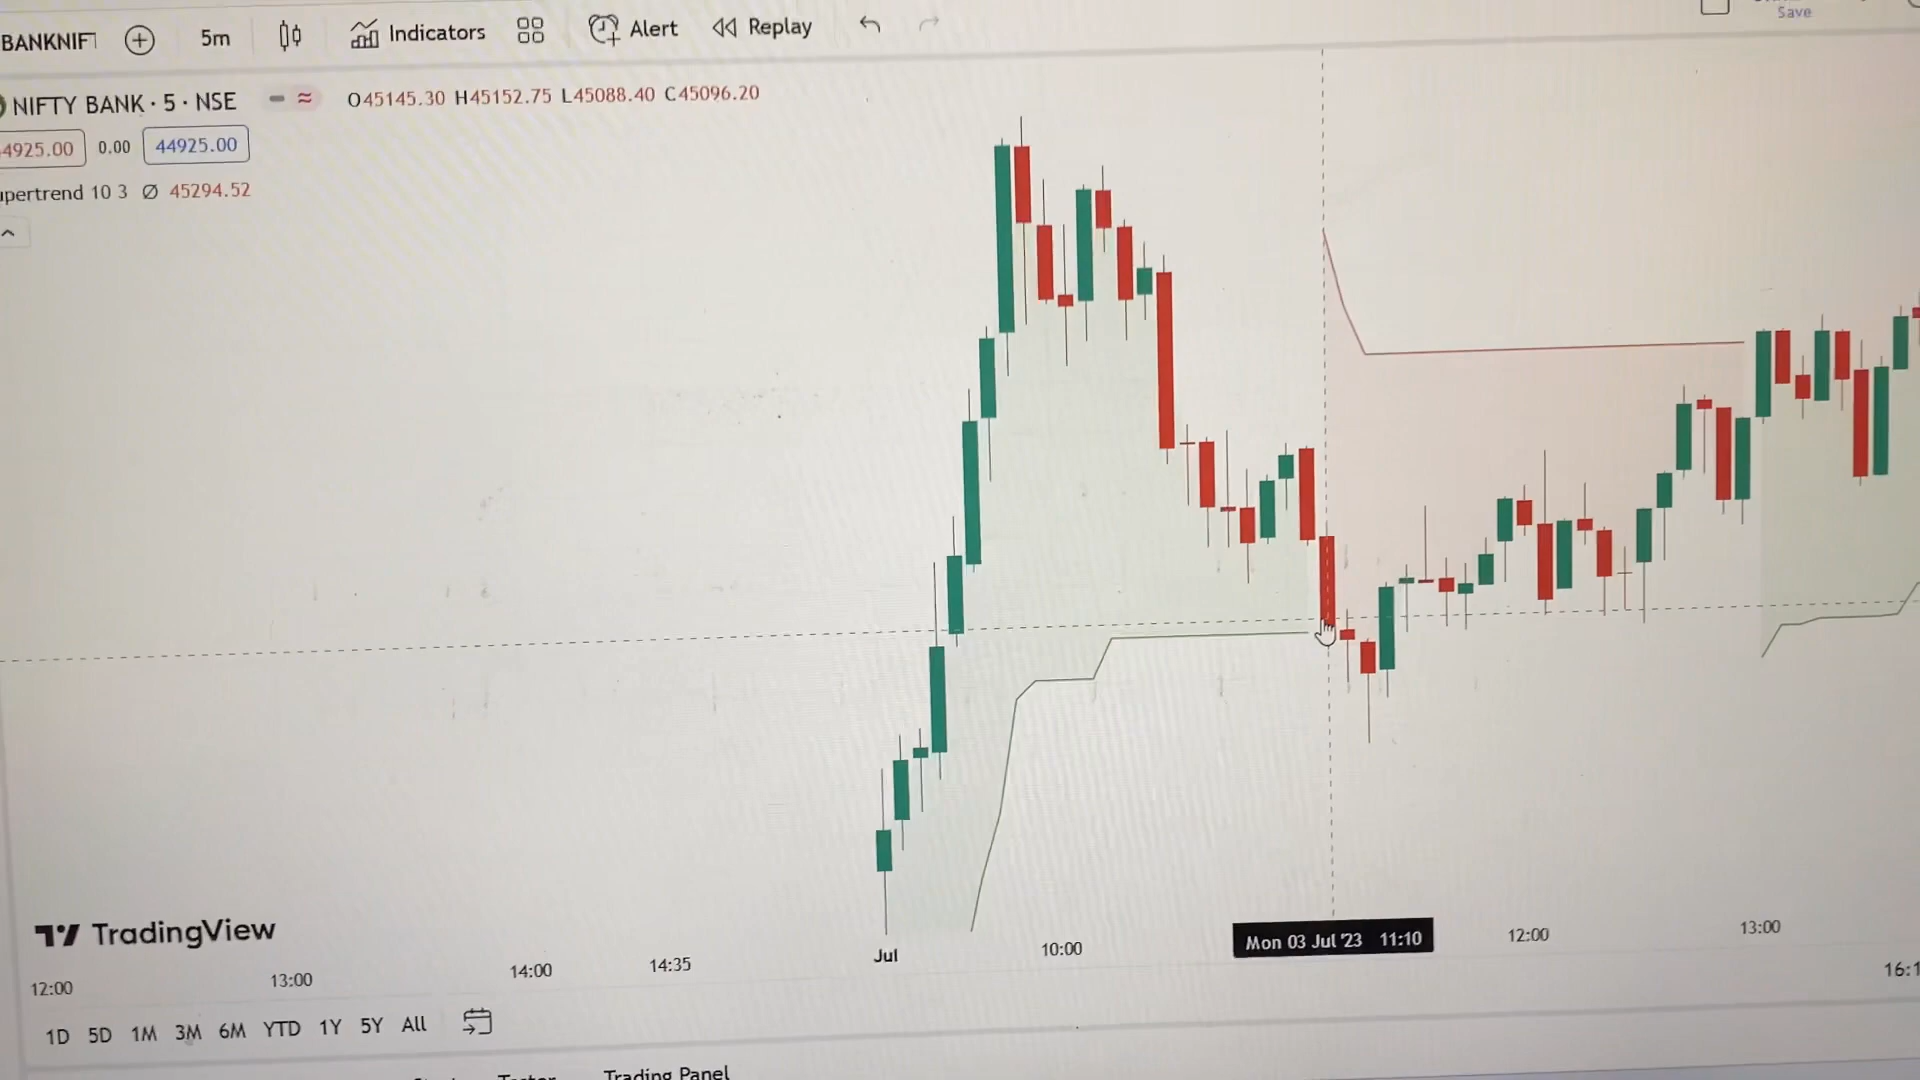 BANKNIF 5m Indicators Alert Replay Save
NIFTY BANK · 5 · NSE O45145.30 H45152.75 L45088.40 C45096.20
4925.00 0.00 44925.00
upertrend 10 3 Ø 45294.52
TradingView
12:00 13:00 14:00 14:35 Jul 10:00 Mon 03 Jul '23 11:10 12:00 13:00
16:1
1D 5D 1M 3M 6M YTD 1Y 5Y All
Trading Panel